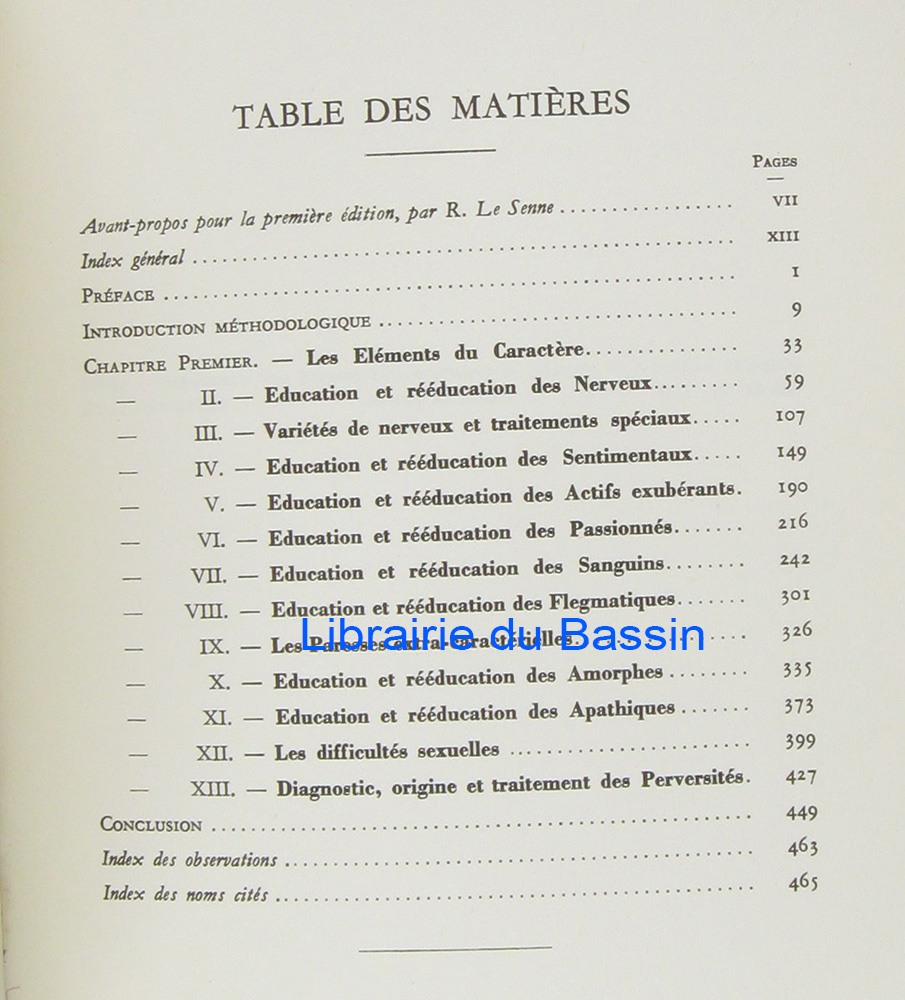 TABLE DES MATIÈRES
PAGES
Avant-propos pour la première édition, par R. Le Senne .................. VII
Index général .................. XIII
PRÉFACE .................. I
INTRODUCTION MÉTHODOLOGIQUE .................. 9
CHAPITRE PREMIER. — Les Eléments du Caractère.................. 33
— II. — Education et rééducation des Nerveux......... 59
— III. — Variétés de nerveux et traitements spéciaux..... 107
— IV. — Education et rééducation des Sentimentaux..... 149
— V. — Education et rééducation des Actifs exubérants. 190
— VI. — Education et rééducation des Passionnés....... 216
— VII. — Education et rééducation des Sanguins........ 242
— VIII. — Education et rééducation des Flegmatiques....... 301
Librairie du Bassin
— IX. — Les Paresses extra-caractérielles.................. 326
— X. — Education et rééducation des Amorphes ........ 335
— XI. — Education et rééducation des Apathiques ....... 373
— XII. — Les difficultés sexuelles .................. 399
— XIII. — Diagnostic, origine et traitement des Perversités. 427
CONCLUSION .................. 449
Index des observations .................. 463
Index des noms cités .................. 465